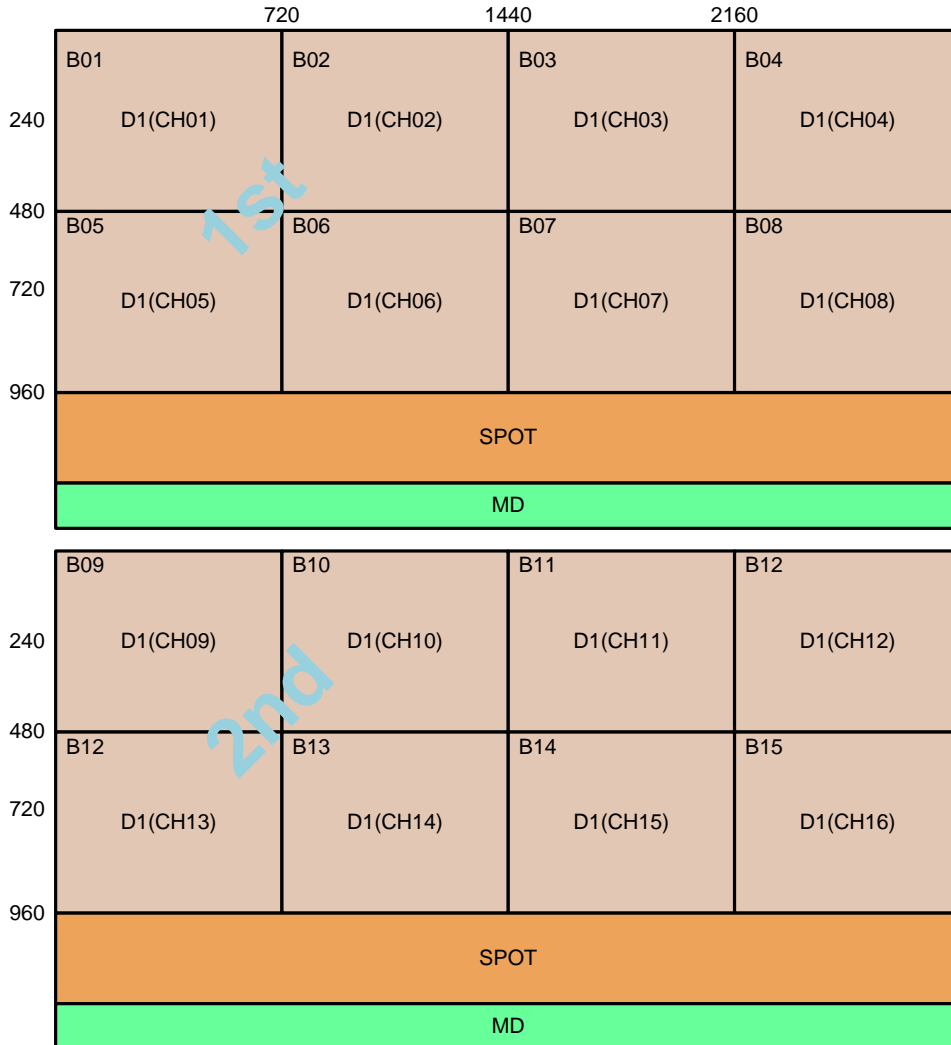 720 1440 2160
B01 B02 B03 B04
240 D1(CH01) D1(CH02) D1(CH03) D1(CH04)
1st
480
B05 B06 B07 B08
720 D1(CH05) D1(CH06) D1(CH07) D1(CH08)
960
SPOT
MD
B09 B10 B11 B12
240 D1(CH09) D1(CH10) D1(CH11) D1(CH12)
2nd
480
B12 B13 B14 B15
720 D1(CH13) D1(CH14) D1(CH15) D1(CH16)
960
SPOT
MD